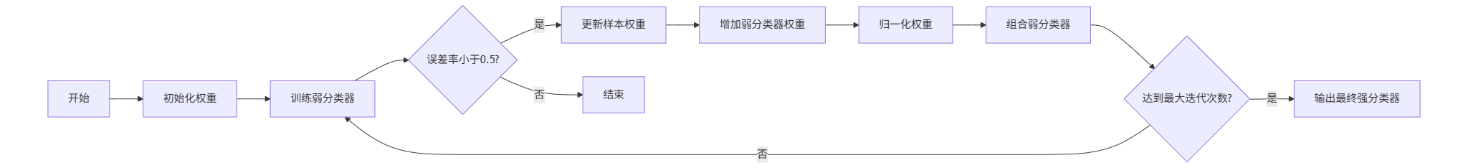 开始
初始化权重
训练弱分类器
误差率小于0.5?
是
更新样本权重
增加弱分类器权重
归一化权重
组合弱分类器
否
结束
达到最大迭代次数?
是
输出最终强分类器
否